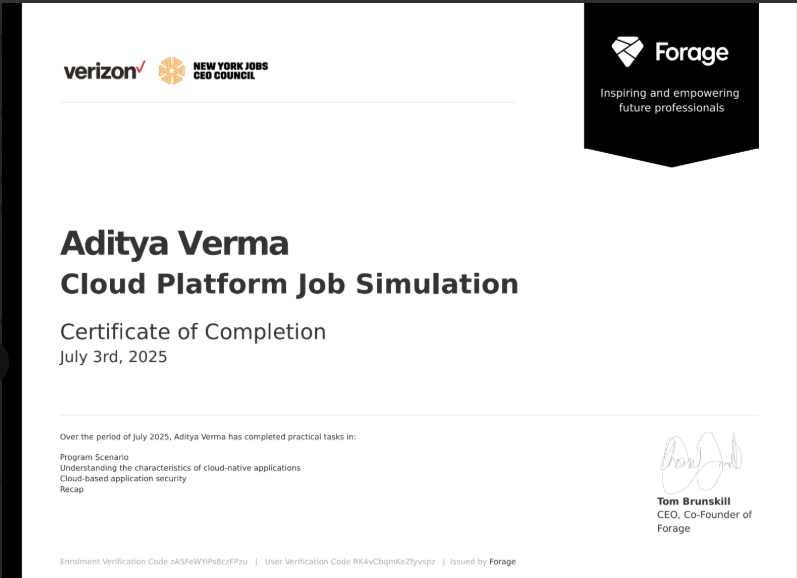 verizon
NEW YORK JOBS
CEO COUNCIL
Forage
Inspiring and empowering
future professionals
Aditya Verma
Cloud Platform Job Simulation
Certificate of Completion
July 3rd, 2025
Over the period of July 2025, Aditya Verma has completed practical tasks in:
Program Scenario
Understanding the characteristics of cloud-native applications
Cloud-based application security
Recap
Tom Brunskill
CEO, Co-Founder of
Forage
Enrolment Verification Code zA5FeWYiPs8czFPzu | User Verification Code RK4vCbqmKeZfyvspz | Issued by Forage